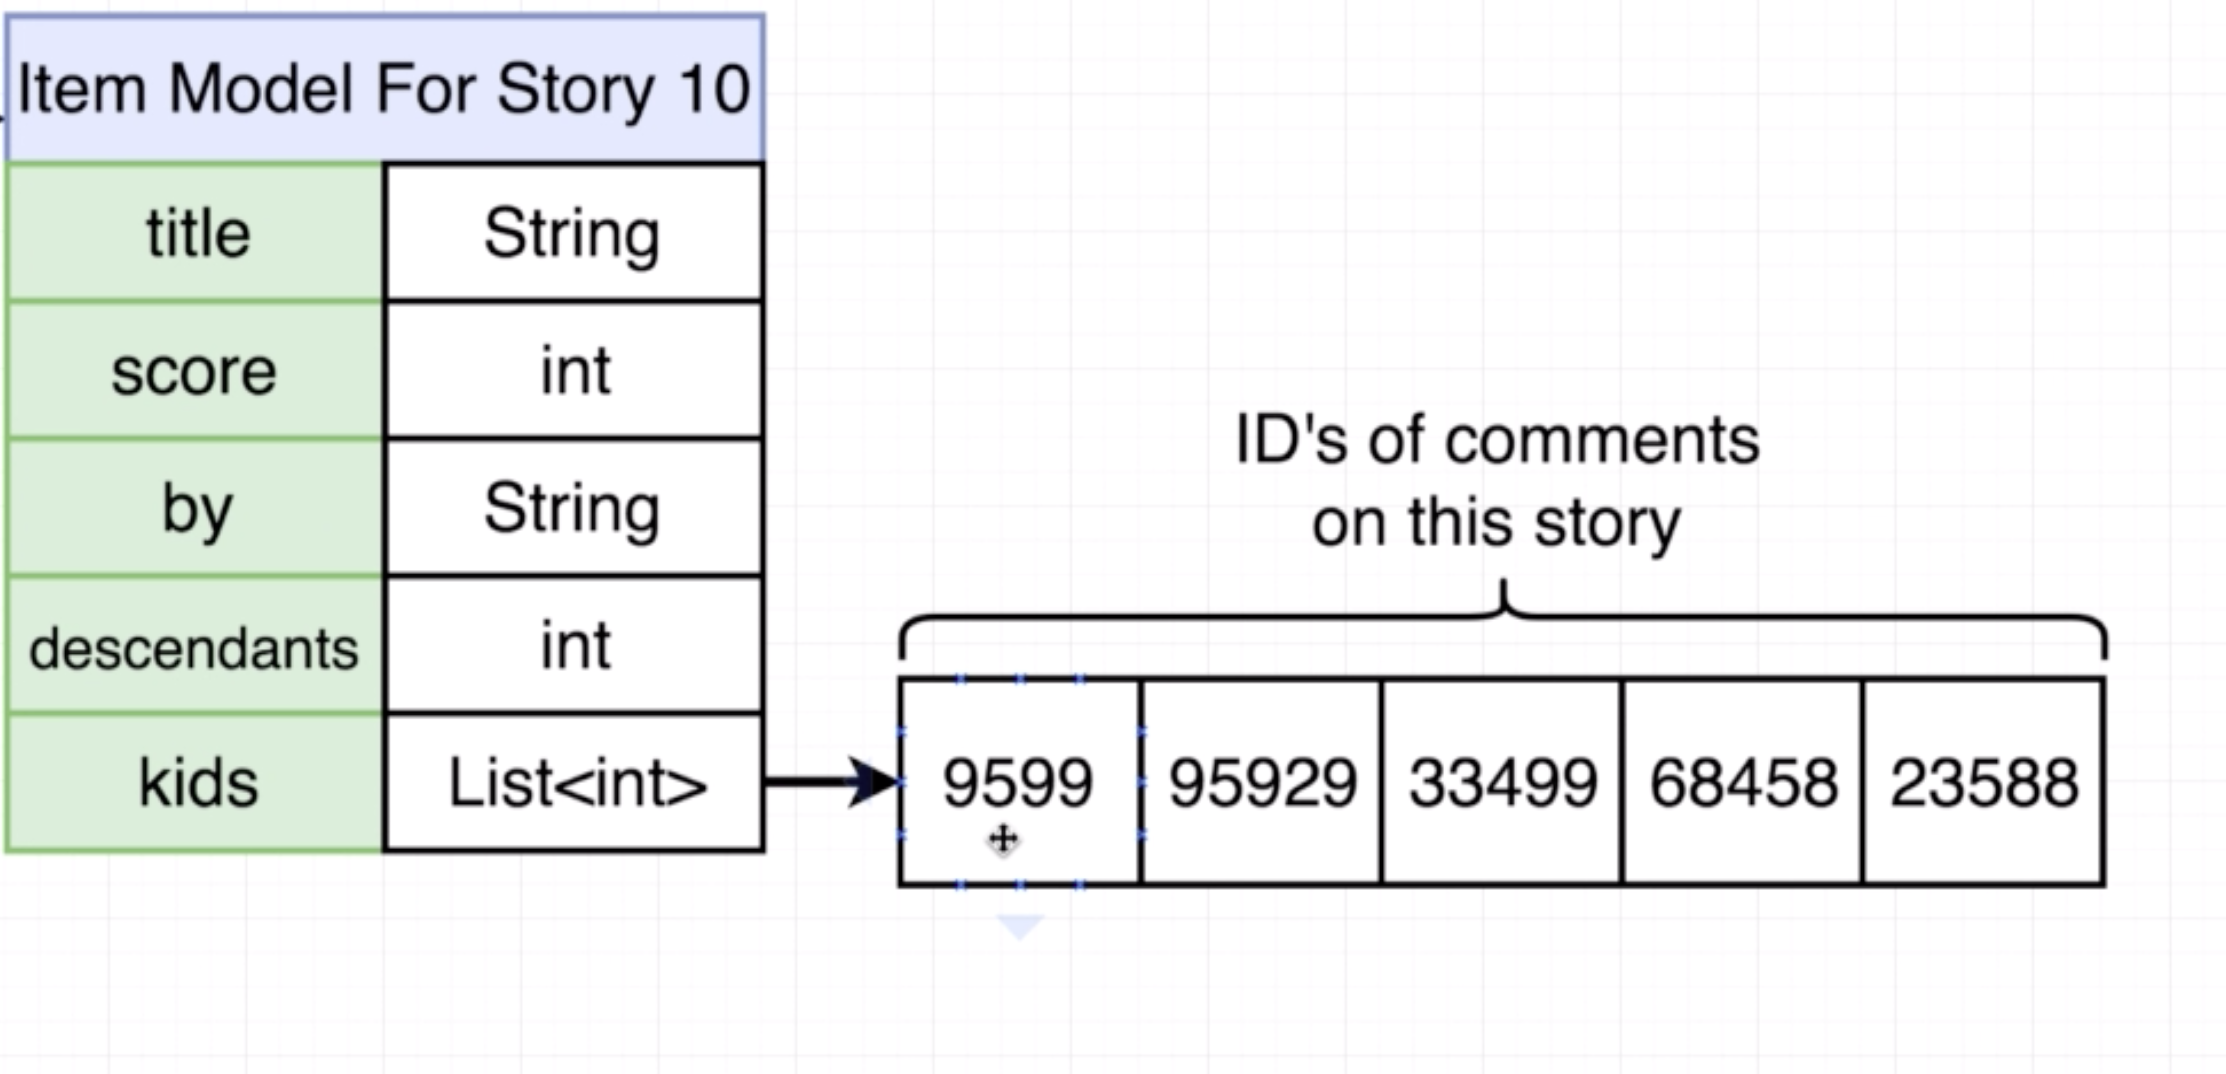 Item Model For Story 10
title String
score int
by String
descendants int
kids List<int>
ID's of comments
on this story
9599 95929 33499 68458 23588